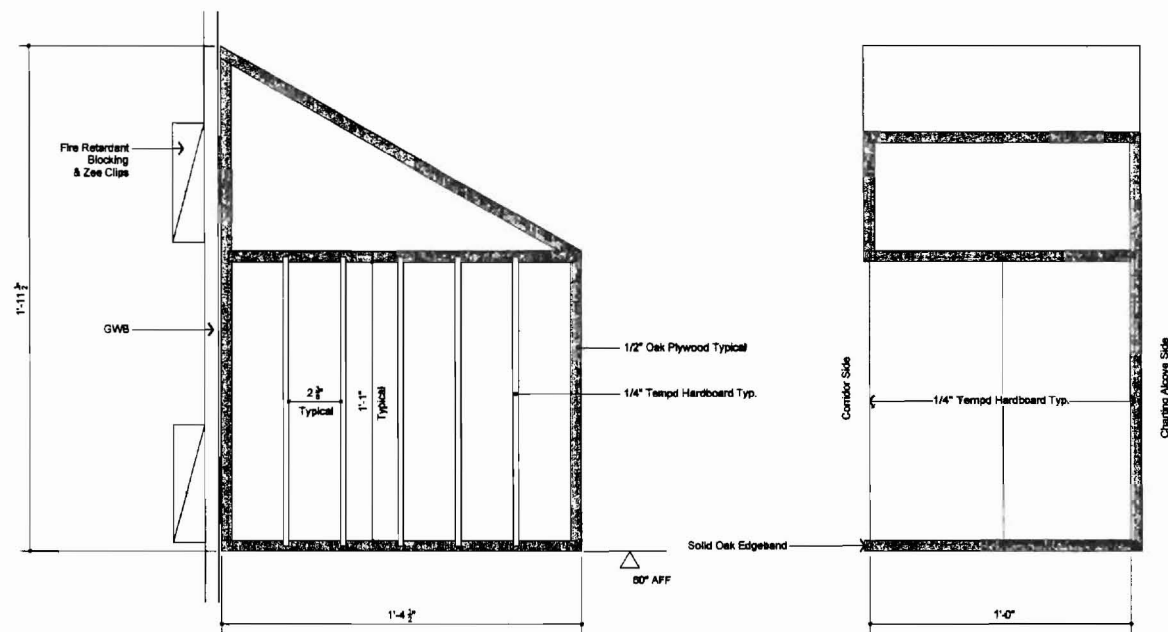 Fire Retardant
Blocking
& Zee Clips
1'-11 1/2"
GWB
2 3/8"
Typical
1'-1"
Typical
1/2" Oak Plywood Typical
1/4" Tempd Hardboard Typ.
Corridor Side
1/4" Tempd Hardboard Typ.
Charting Alcove Side
Solid Oak Edgeband
60" AFF
1'-4 1/2"
1'-0"